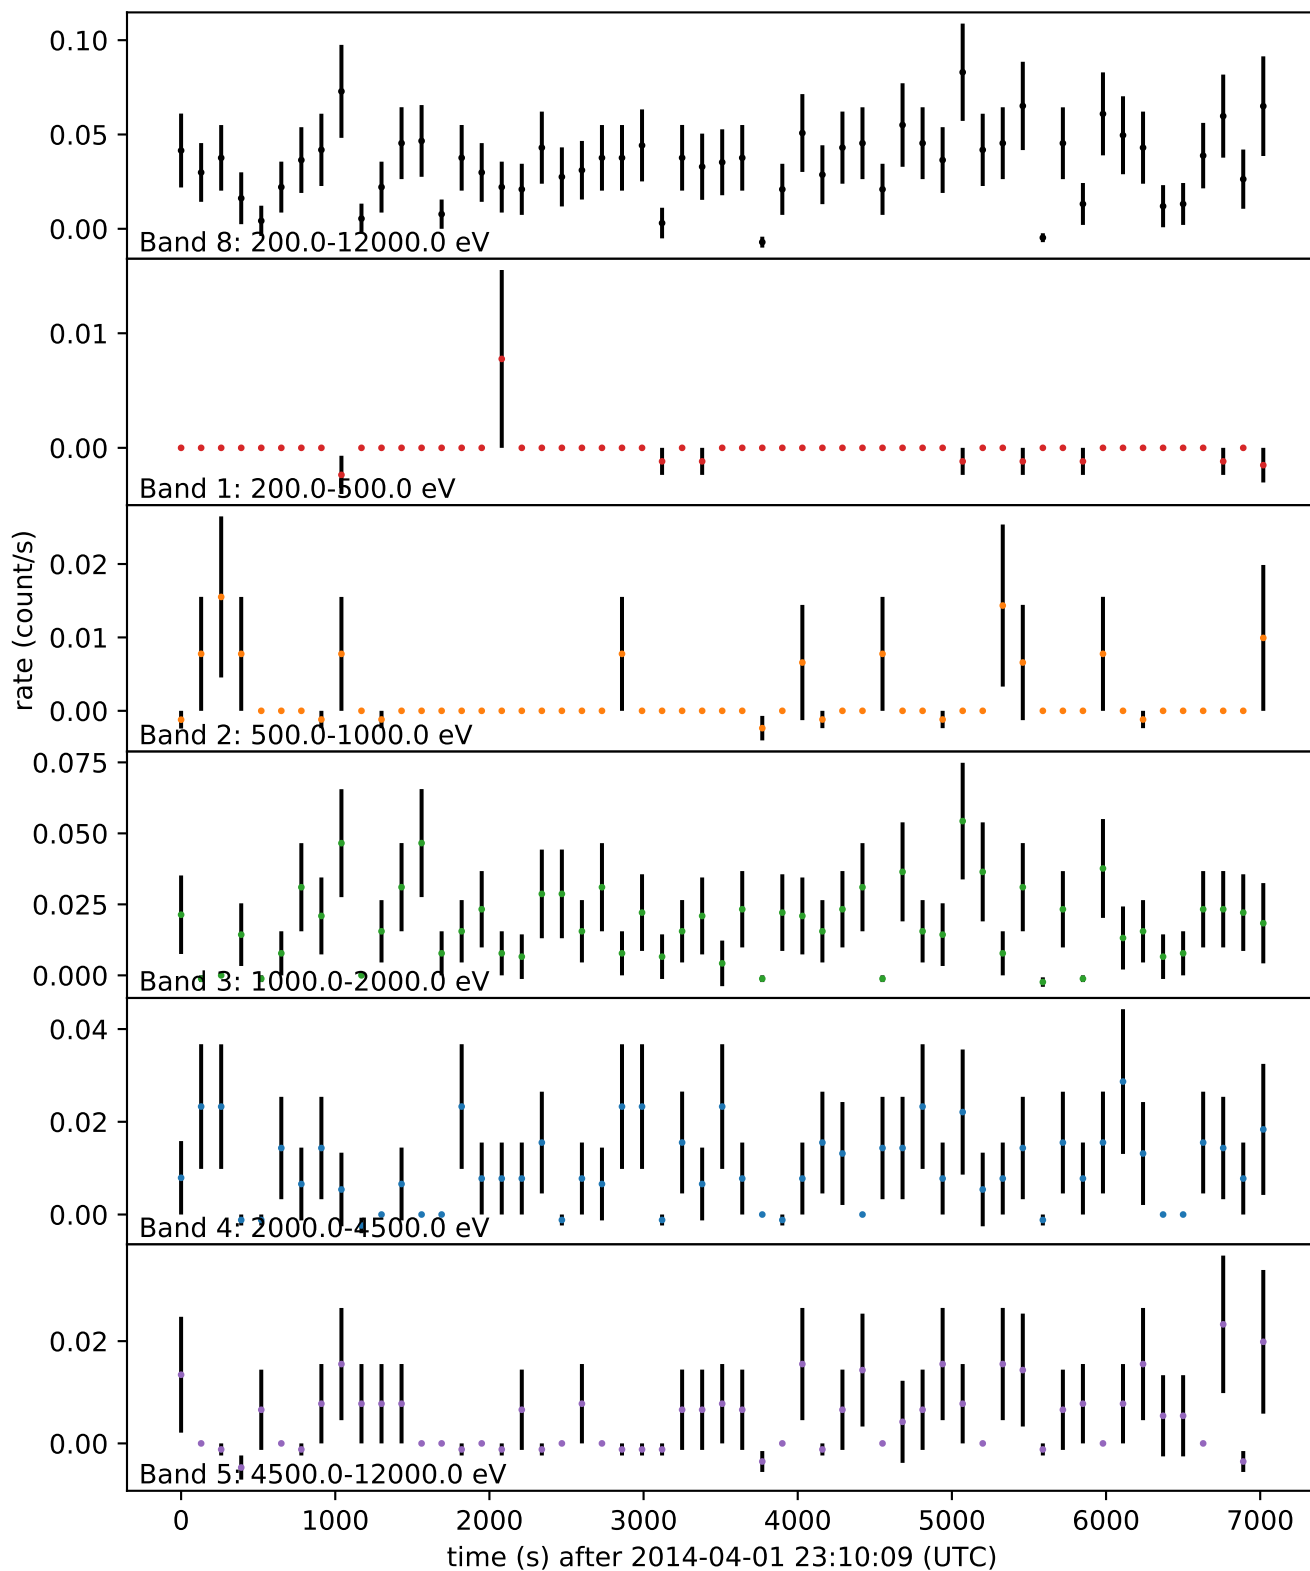 0.10
0.05
0.00
Band 8: 200.0-12000.0 eV
0.01
0.00
Band 1: 200.0-500.0 eV
rate (count/s)
0.02
0.01
0.00
Band 2: 500.0-1000.0 eV
0.075
0.050
0.025
0.000
Band 3: 1000.0-2000.0 eV
0.04
0.02
0.00
Band 4: 2000.0-4500.0 eV
0.02
0.00
Band 5: 4500.0-12000.0 eV
0 1000 2000 3000 4000 5000 6000 7000
time (s) after 2014-04-01 23:10:09 (UTC)